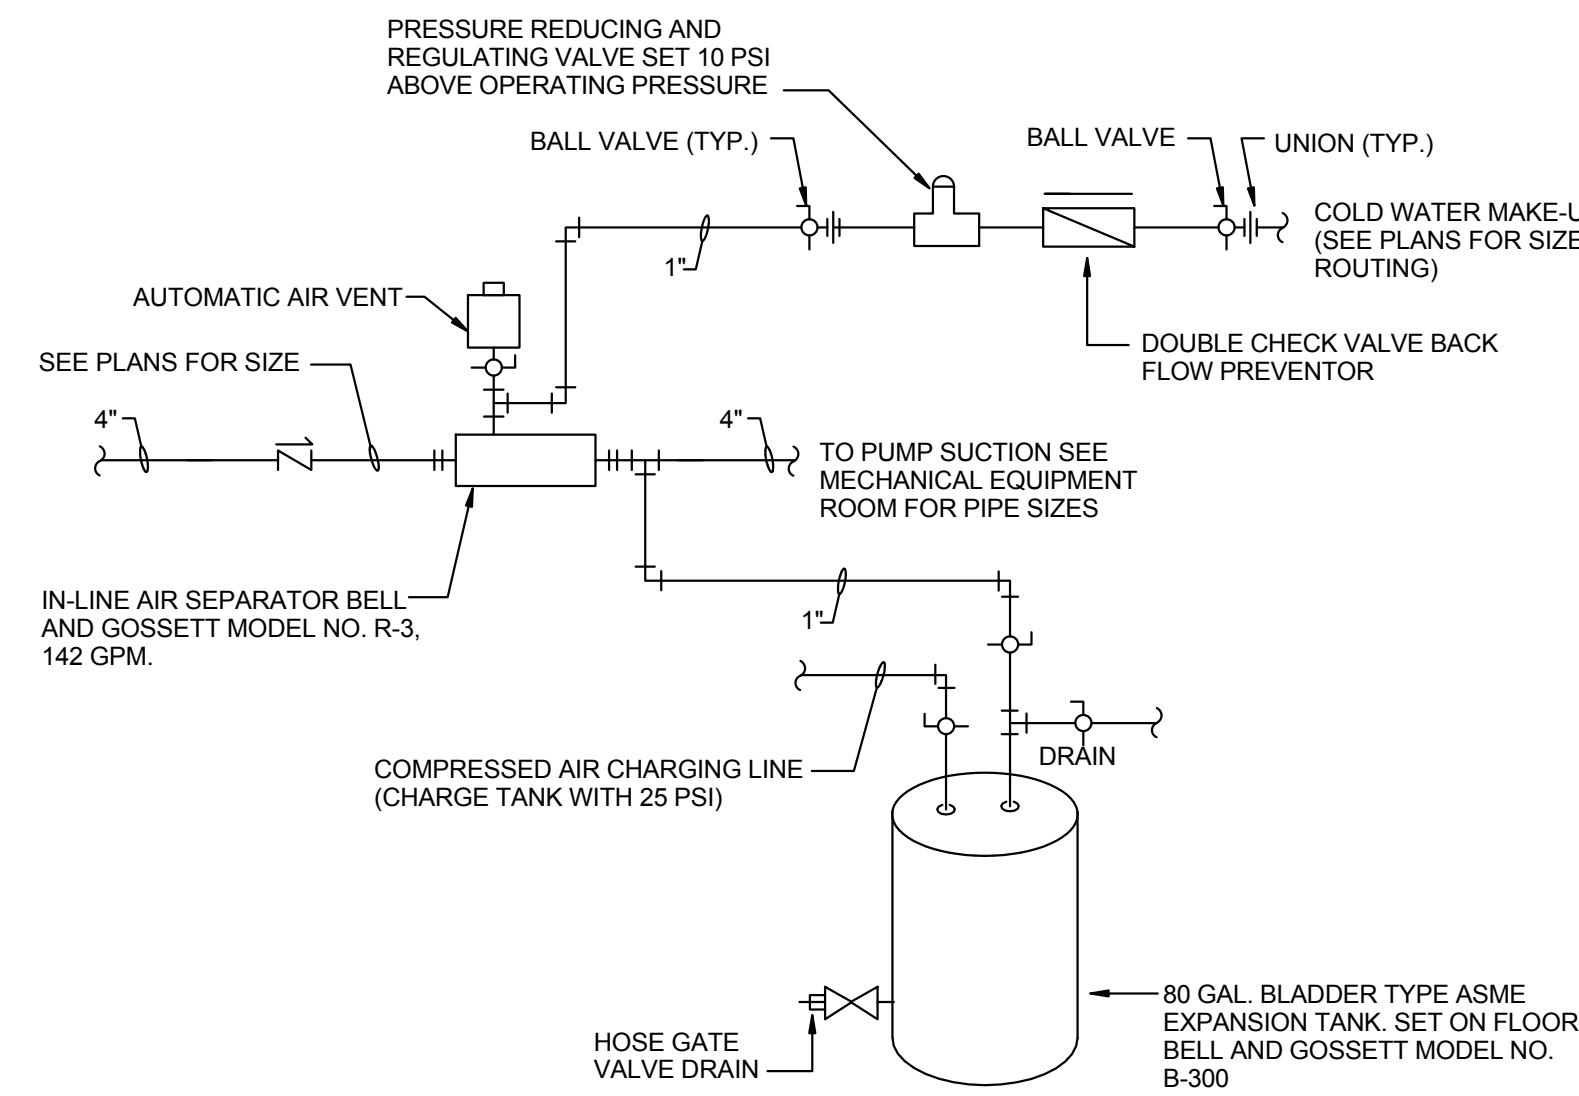 PRESSURE REDUCING AND
REGULATING VALVE SET 10 PSI
ABOVE OPERATING PRESSURE
BALL VALVE (TYP.)
BALL VALVE
UNION (TYP.)
COLD WATER MAKE-U
(SEE PLANS FOR SIZE
ROUTING)
1"
AUTOMATIC AIR VENT
DOUBLE CHECK VALVE BACK
FLOW PREVENTOR
SEE PLANS FOR SIZE
4"
4"
TO PUMP SUCTION SEE
MECHANICAL EQUIPMENT
ROOM FOR PIPE SIZES
IN-LINE AIR SEPARATOR BELL
AND GOSSETT MODEL NO. R-3,
142 GPM.
1"
DRAIN
COMPRESSED AIR CHARGING LINE
(CHARGE TANK WITH 25 PSI)
80 GAL. BLADDER TYPE ASME
EXPANSION TANK. SET ON FLOOR
BELL AND GOSSETT MODEL NO.
B-300
HOSE GATE
VALVE DRAIN